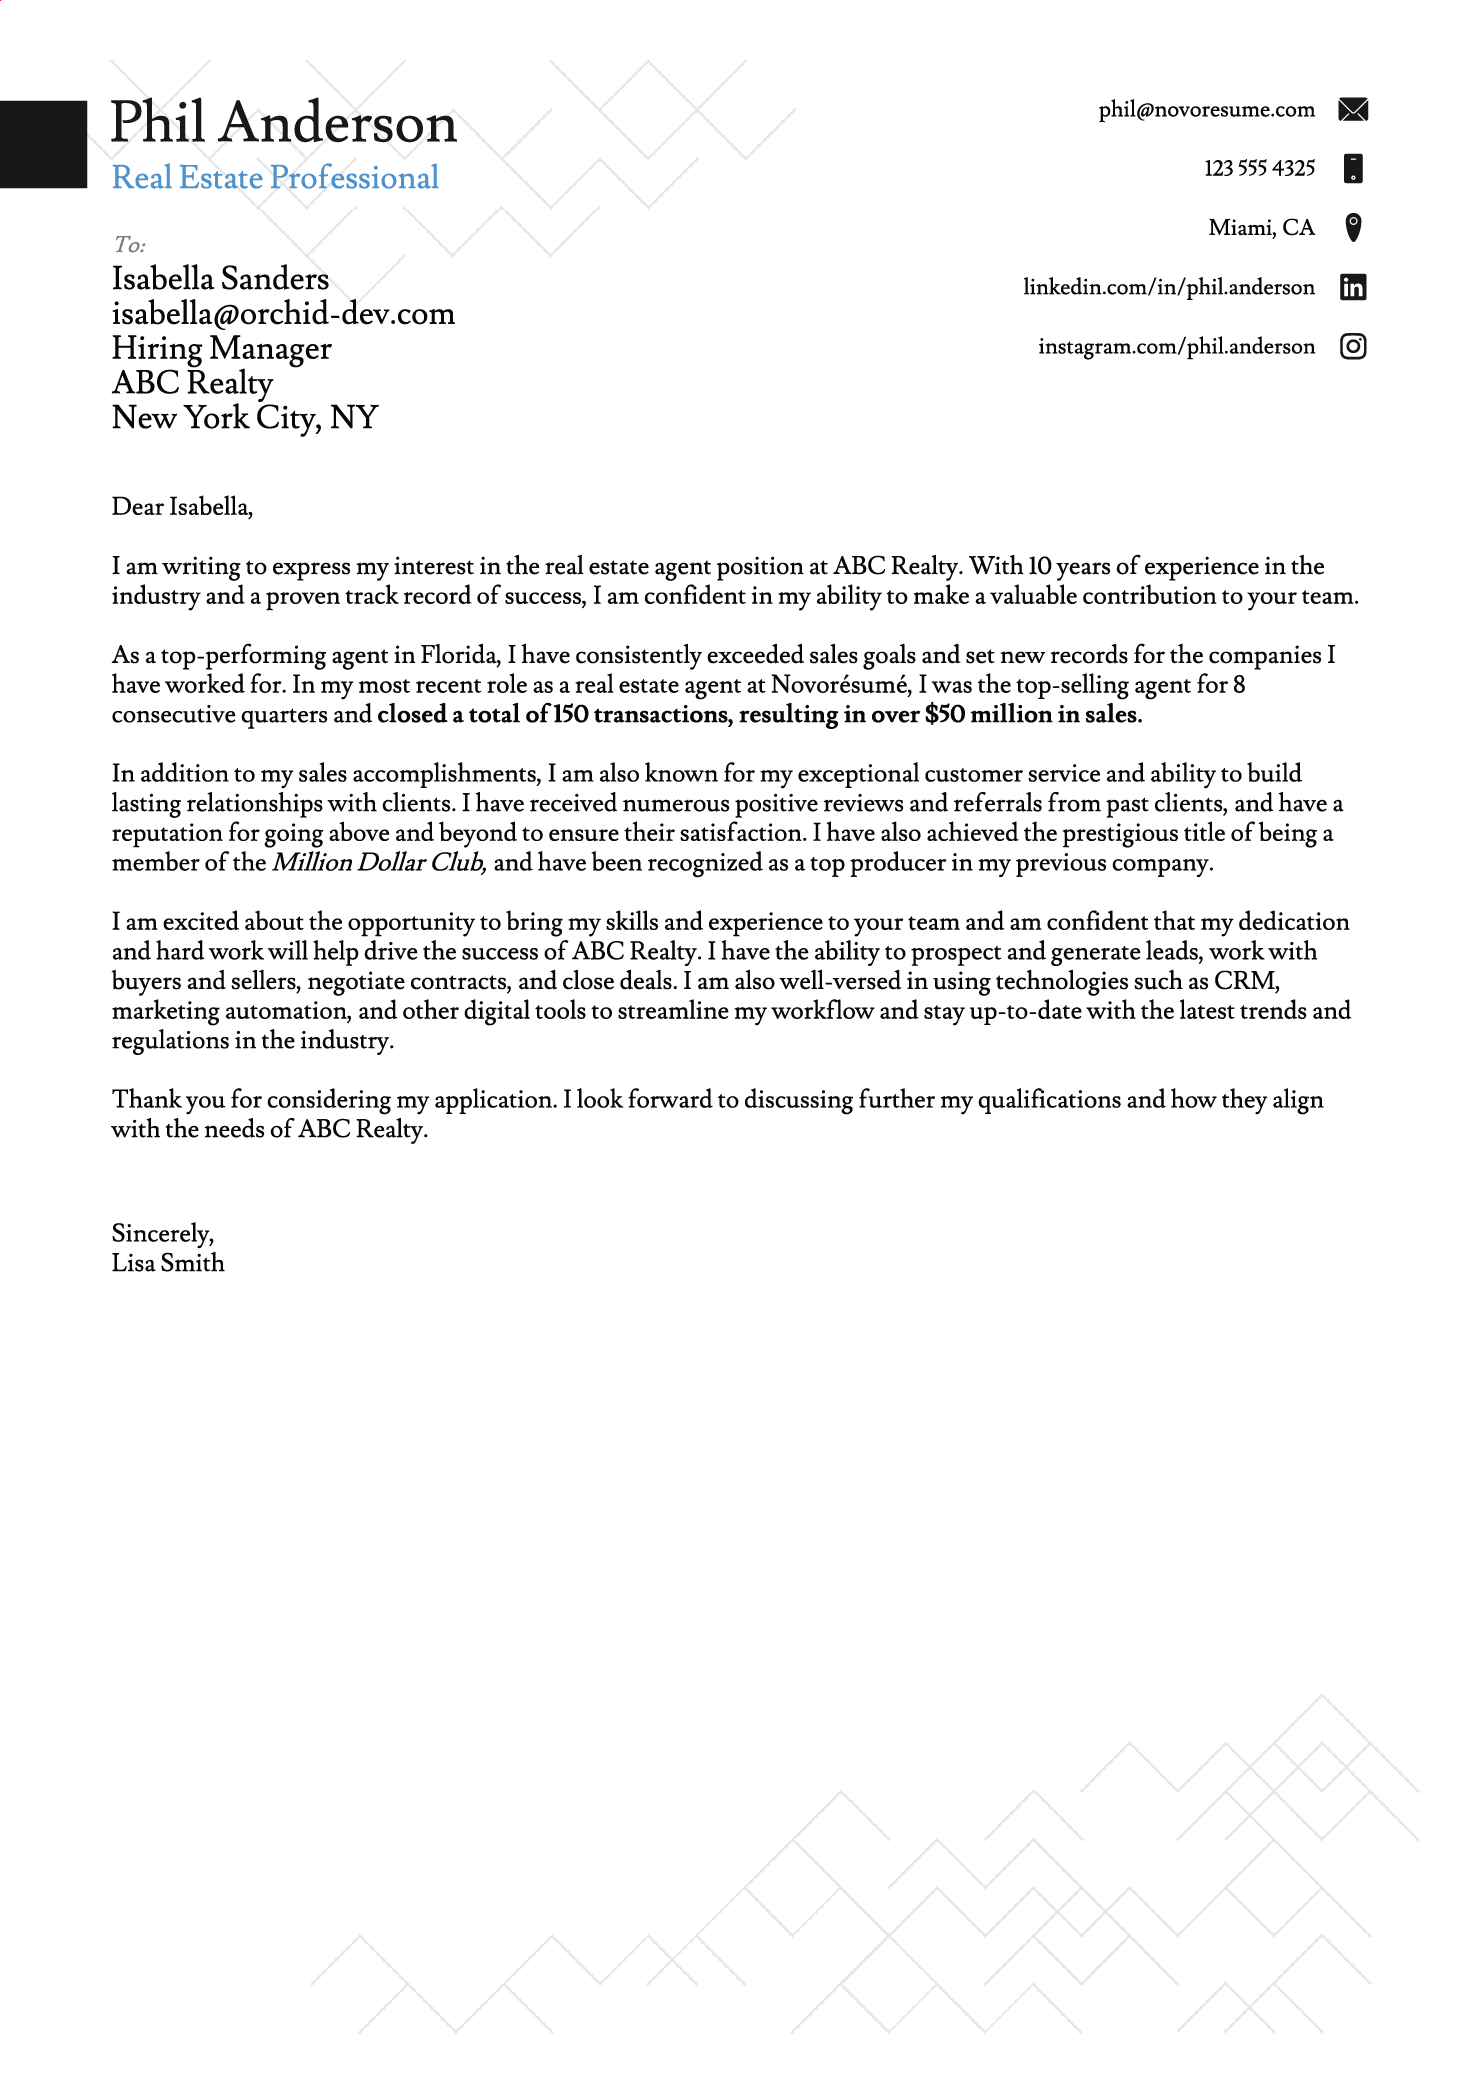 Phil Anderson
Real Estate Professional
phil@novoresume.com
123 555 4325
Miami, CA
linkedin.com/in/phil.anderson
instagram.com/phil.anderson
To:
Isabella Sanders
isabella@orchid-dev.com
Hiring Manager
ABC Realty
New York City, NY
Dear Isabella,
I am writing to express my interest in the real estate agent position at ABC Realty. With 10 years of experience in the
industry and a proven track record of success, I am confident in my ability to make a valuable contribution to your team.
As a top-performing agent in Florida, I have consistently exceeded sales goals and set new records for the companies I
have worked for. In my most recent role as a real estate agent at Novorésumé, I was the top-selling agent for 8
consecutive quarters and closed a total of 150 transactions, resulting in over $50 million in sales.
In addition to my sales accomplishments, I am also known for my exceptional customer service and ability to build
lasting relationships with clients. I have received numerous positive reviews and referrals from past clients, and have a
reputation for going above and beyond to ensure their satisfaction. I have also achieved the prestigious title of being a
member of the Million Dollar Club, and have been recognized as a top producer in my previous company.
I am excited about the opportunity to bring my skills and experience to your team and am confident that my dedication
and hard work will help drive the success of ABC Realty. I have the ability to prospect and generate leads, work with
buyers and sellers, negotiate contracts, and close deals. I am also well-versed in using technologies such as CRM,
marketing automation, and other digital tools to streamline my workflow and stay up-to-date with the latest trends and
regulations in the industry.
Thank you for considering my application. I look forward to discussing further my qualifications and how they align
with the needs of ABC Realty.
Sincerely,
Lisa Smith